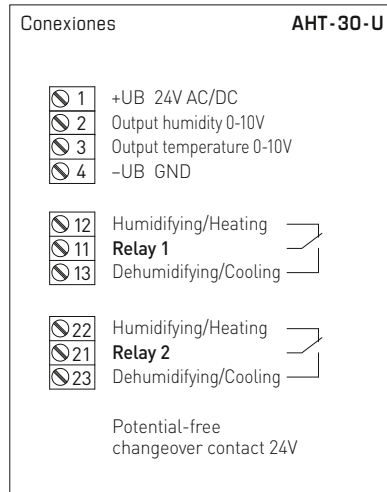 Conexiones AHT-30-U
1 +UB 24V AC/DC
2 Output humidity 0-10V
3 Output temperature 0-10V
4 –UB GND
12 Humidifying/Heating
11 Relay 1
13 Dehumidifying/Cooling
22 Humidifying/Heating
21 Relay 2
23 Dehumidifying/Cooling
Potential-free
changeover contact 24V